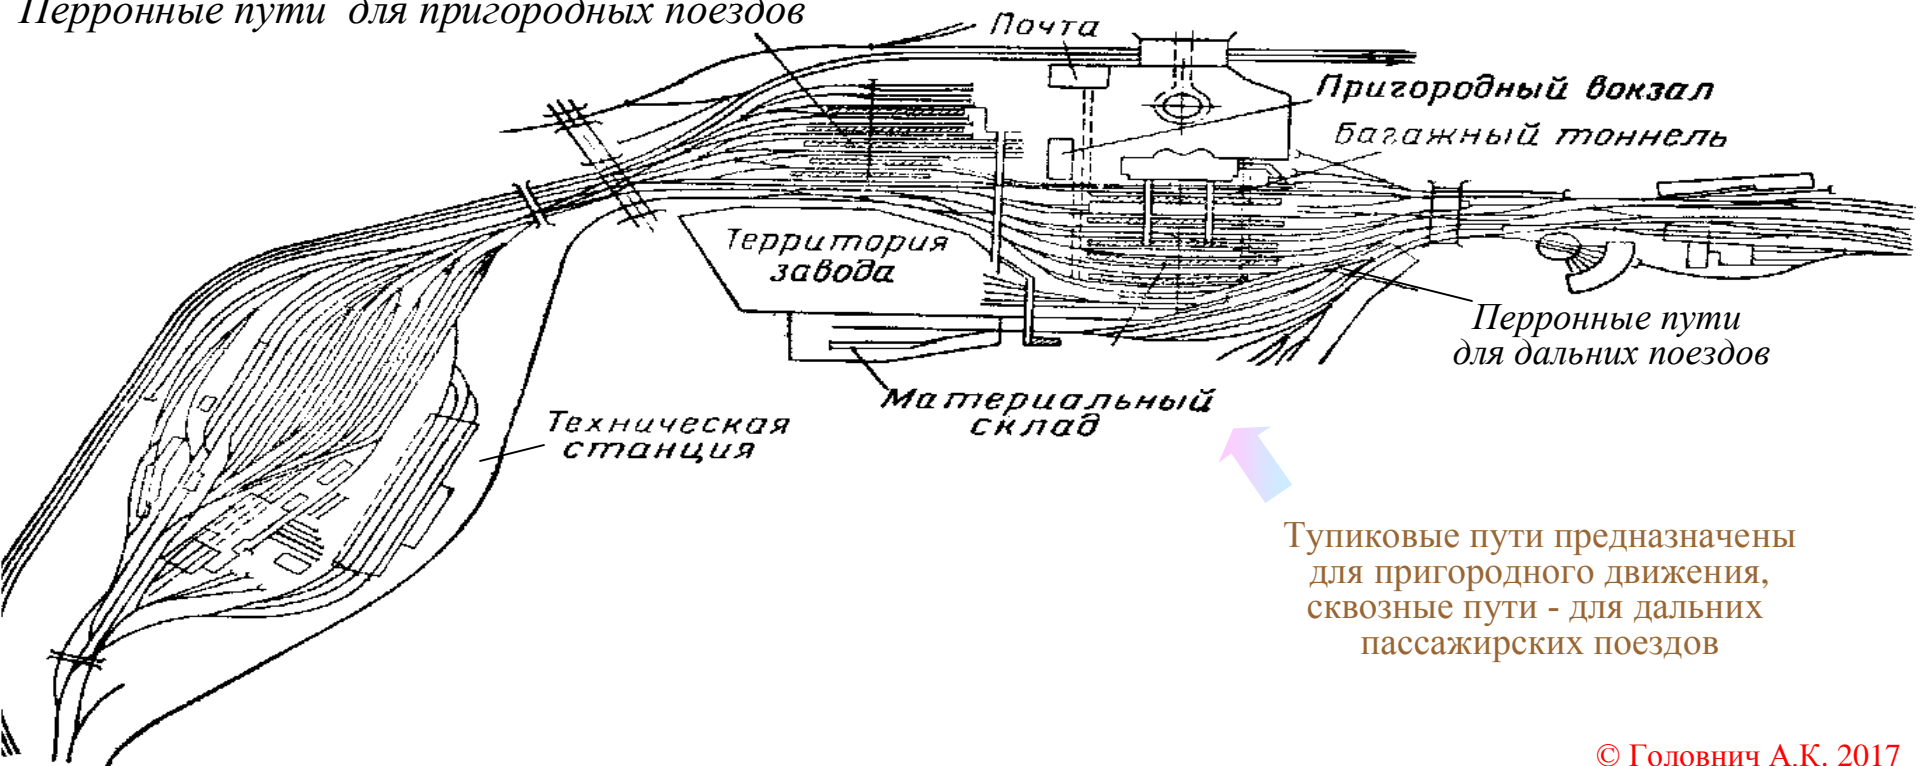 Перронные пути для пригородных поездов
Почта
Пригородный вокзал
Багажный тоннель
Территория
завода
Перронные пути
для дальних поездов
Материальный
склад
Техническая
станция
Тупиковые пути предназначены
для пригородного движения,
сквозные пути - для дальних
пассажирских поездов
© Головнич А.К. 2017